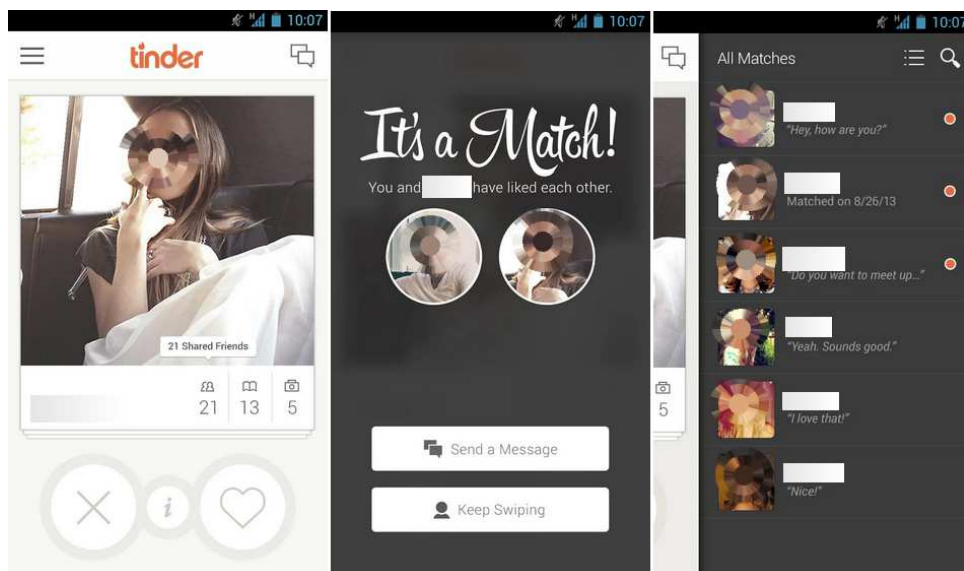 10:07
tinder
21 Shared Friends
21 13 5
10:07
It's a Match!
You and have liked each other.
Send a Message
i
Keep Swiping
10:07
All Matches
"Hey, how are you?"
Matched on 8/26/13
"Do you want to meet up..."
"Yeah. Sounds good."
5
"I love that!"
"Nice!"